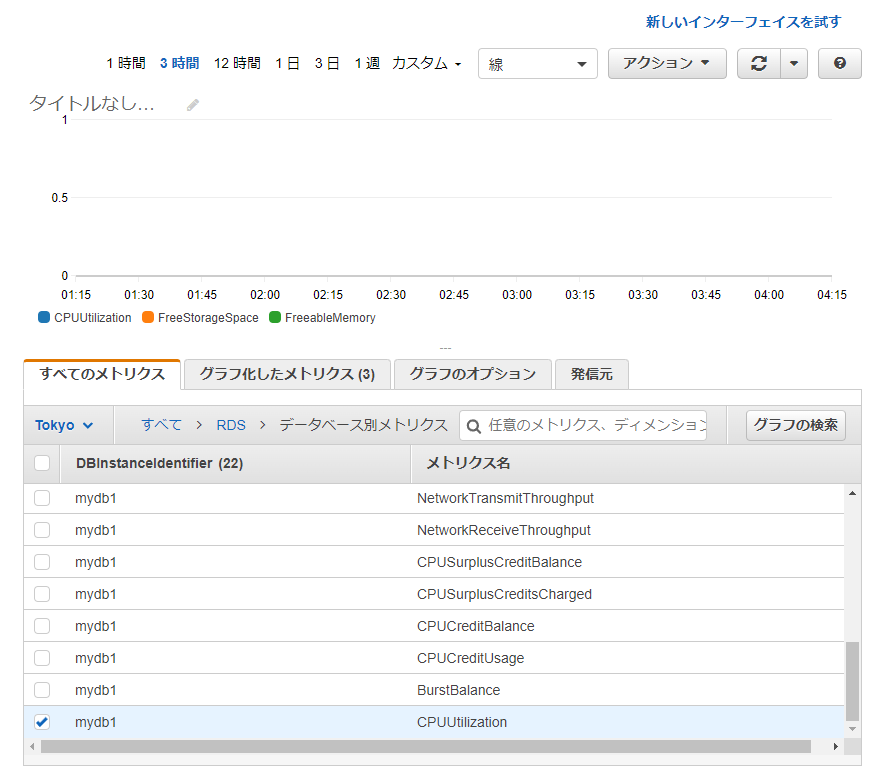 新しいインターフェイスを試す
1 時間 3 時間 12 時間 1 日 3 日 1 週 カスタム 線 アクション
タイトルなし...
1
0.5
0
01:15 01:30 01:45 02:00 02:15 02:30 02:45 03:00 03:15 03:30 03:45 04:00 04:15
CPUUtilization FreeStorageSpace FreeableMemory
すべてのメトリクス グラフ化したメトリクス (3) グラフのオプション 発信元
Tokyo すべて > RDS > データベース別メトリクス 任意のメトリクス、ディメンション グラフの検索
DBInstanceIdentifier (22) メトリクス名
mydb1 NetworkTransmitThroughput
mydb1 NetworkReceiveThroughput
mydb1 CPUSurplusCreditBalance
mydb1 CPUSurplusCreditsCharged
mydb1 CPUCreditBalance
mydb1 CPUCreditUsage
mydb1 BurstBalance
mydb1 CPUUtilization